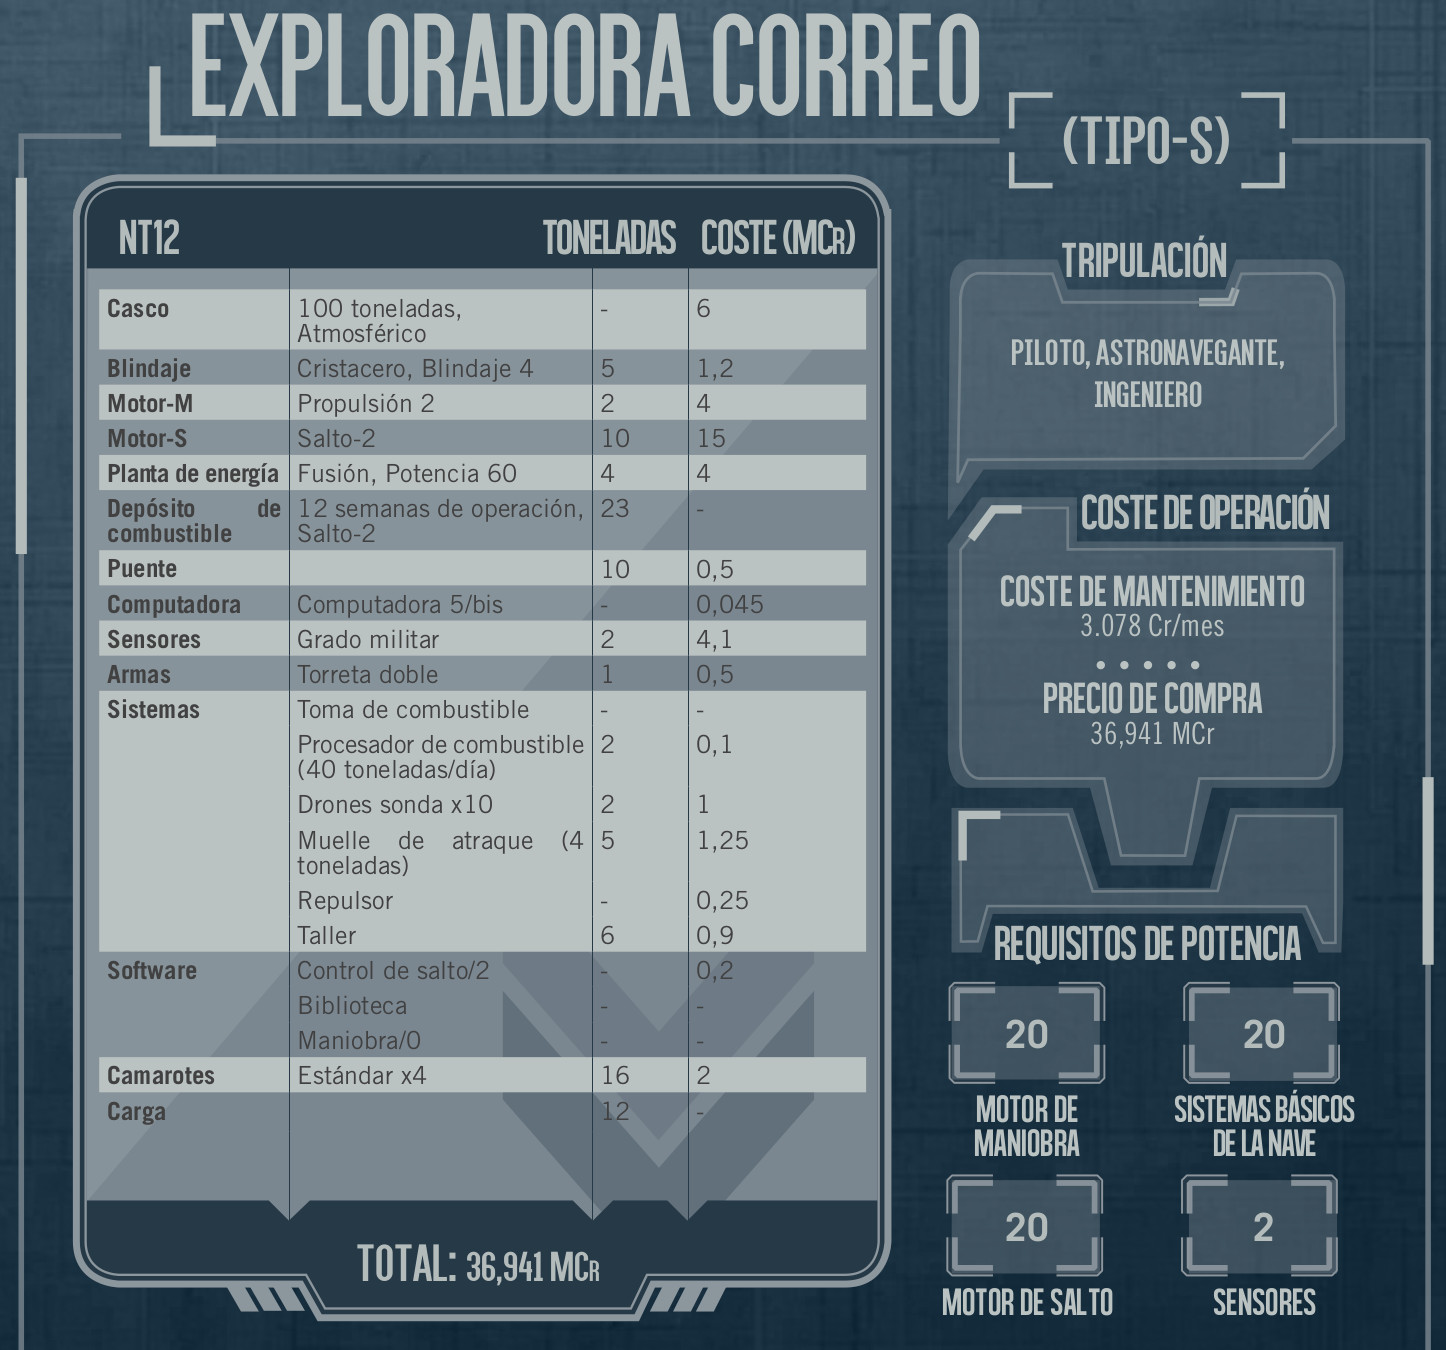 EXPLORADORA CORREO
(TIPO-S)
NT12 TONELADAS COSTE (MCR)
Casco 100 toneladas, - 6
Atmosférico
Blindaje Cristacero, Blindaje 4 5 1,2
Motor-M Propulsión 2 2 4
Motor-S Salto-2 10 15
Planta de energía Fusión, Potencia 60 4 4
Depósito de 12 semanas de operación, 23 -
combustible Salto-2
Puente 10 0,5
Computadora Computadora 5/bis - 0,045
Sensores Grado militar 2 4,1
Armas Torreta doble 1 0,5
Sistemas Toma de combustible - -
Procesador de combustible 2 0,1
(40 toneladas/día)
Drones sonda x10 2 1
Muelle de atraque (4 5 1,25
toneladas)
Repulsor - 0,25
Taller 6 0,9
Software Control de salto/2 - 0,2
Biblioteca - -
Maniobra/0 - -
Camarotes Estándar x4 16 2
Carga 12 -
TOTAL: 36,941 MCR
TRIPULACIÓN
PILOTO, ASTRONAVEGANTE,
INGENIERO
COSTE DE OPERACIÓN
COSTE DE MANTENIMIENTO
3.078 Cr/mes
PRECIO DE COMPRA
36,941 MCr
REQUISITOS DE POTENCIA
20
MOTOR DE
MANIOBRA
20
SISTEMAS BÁSICOS
DE LA NAVE
20
MOTOR DE SALTO
2
SENSORES